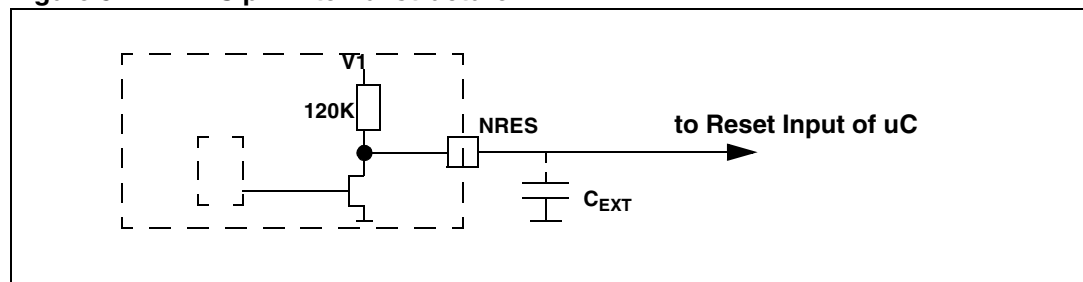 V1
120K
NRES
to Reset Input of uC
CEXT